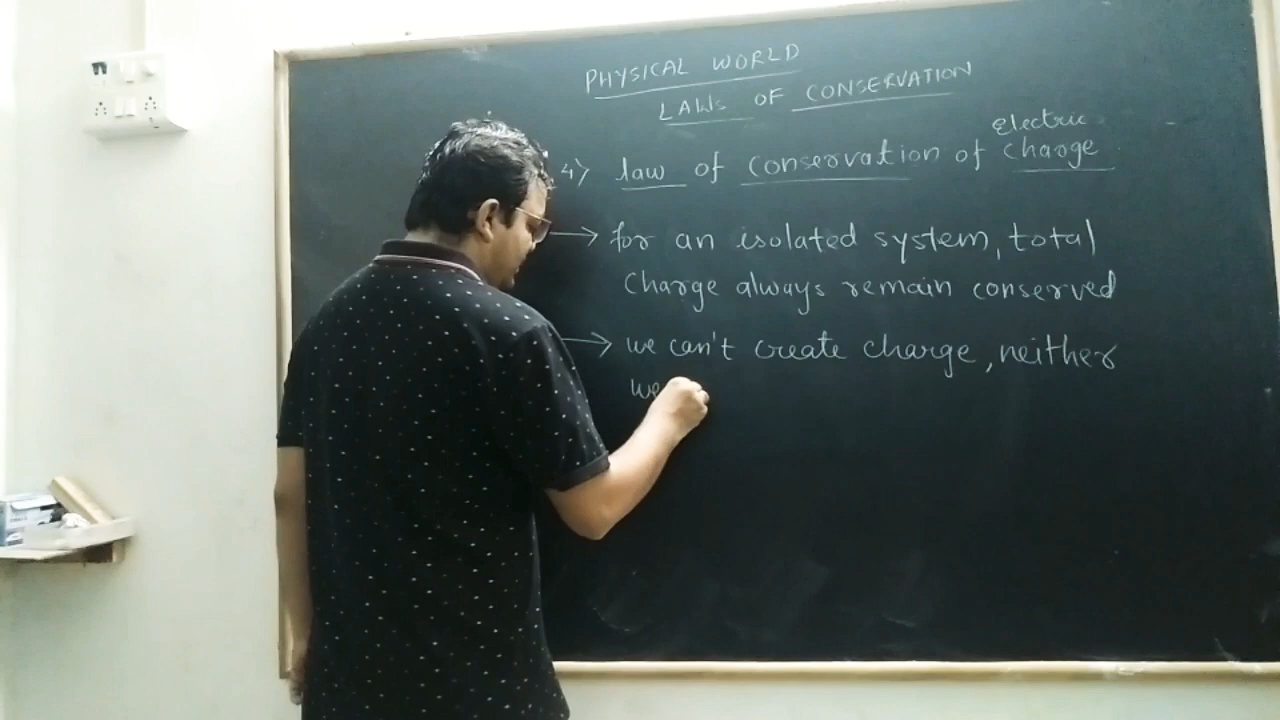 PHYSICAL WORLD
LAWS OF CONSERVATION
Electric
4) law of conservation of charge
→ for an isolated system, total
charge always remain conserved
→ we can't create charge, neither
we